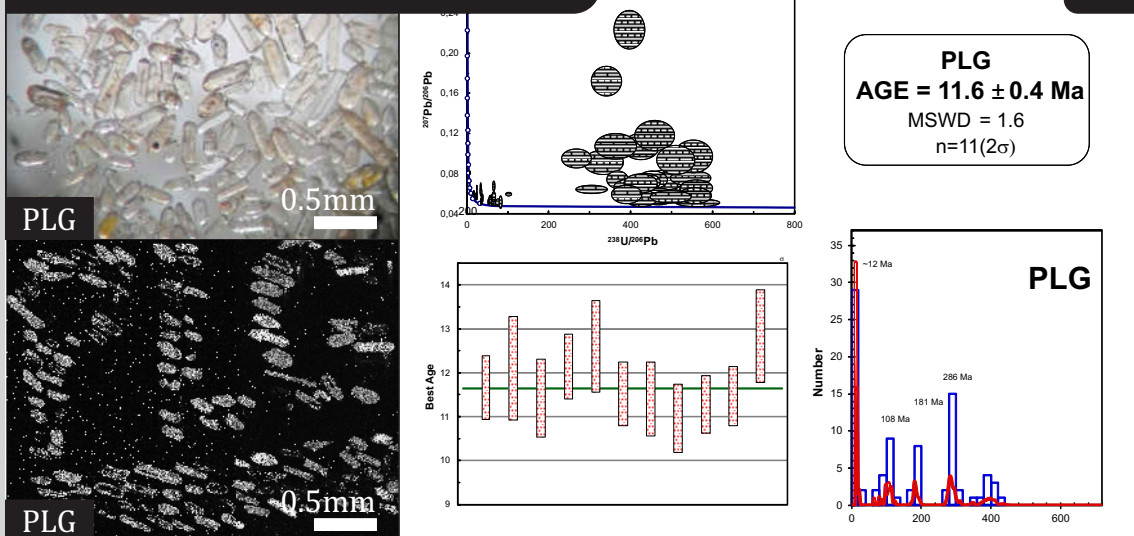 0.5mm
PLG
0.5mm
PLG
0,24
0,20
0,16
0,12
0,08
0,04
207Pb/206Pb
200
0 200 400 600 800
238U/206Pb
σ
14
13
12
11
10
9
Best Age
PLG
AGE = 11.6 ± 0.4 Ma
MSWD = 1.6
n=11(2σ)
PLG
~12 Ma
108 Ma
181 Ma
286 Ma
35
30
25
20
15
10
5
0
Number
0 200 400 600